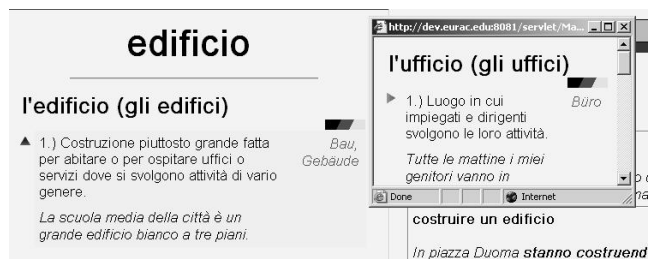 edificio
l'edificio (gli edifici)
1.) Costruzione piuttosto grande fatta
per abitare o per ospitare uffici o
servizi dove si svolgono attività di vario
genere.
Bau,
Gebäude
La scuola media della città è un
grande edificio bianco a tre piani.
http://dev.eurac.edu:8081/servlet/Ma...
l'ufficio (gli uffici)
1.) Luogo in cui
impiegati e dirigenti
svolgono le loro attività.
Büro
Tutte le mattine i miei
genitori vanno in
Done
Internet
costruire un edificio
In piazza Duoma stanno costruend